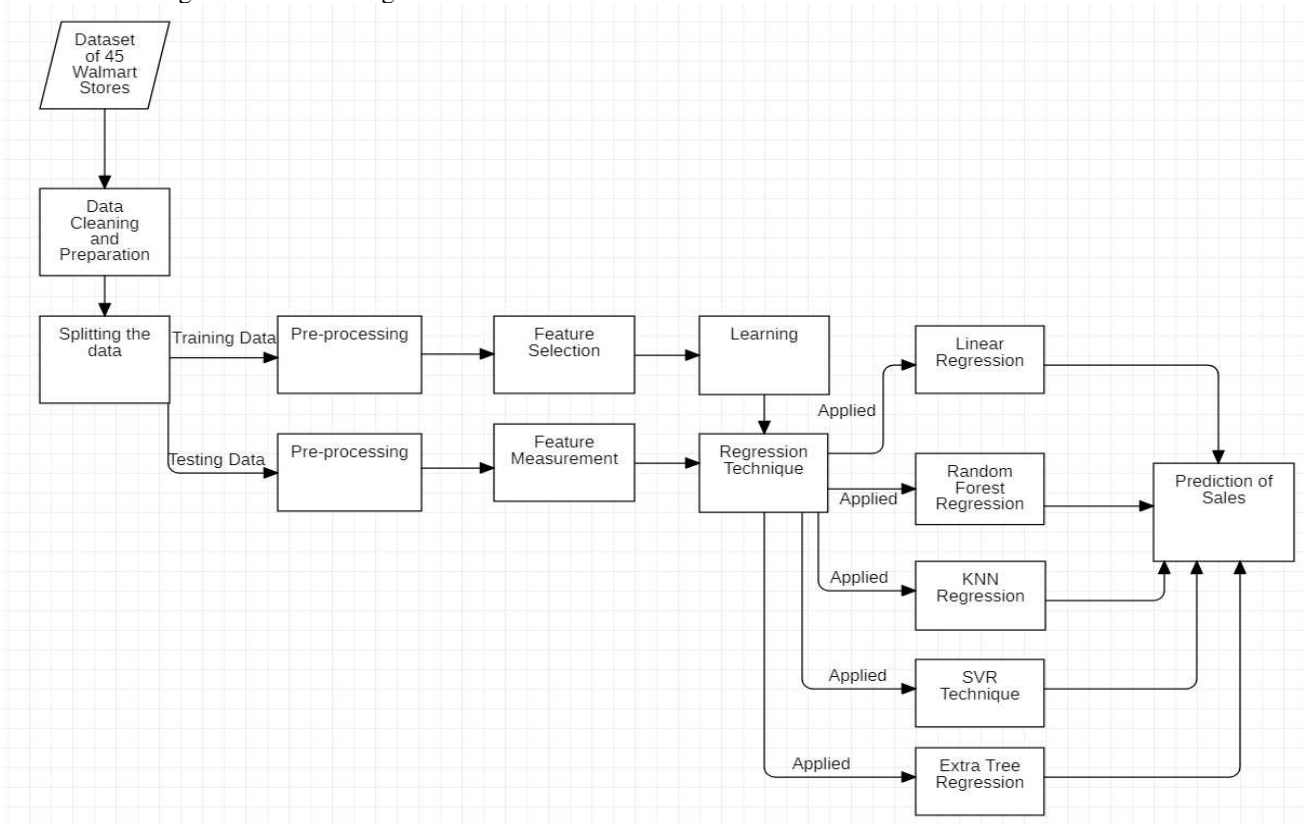 Dataset
of 45
Walmart
Stores
Data
Cleaning
and
Preparation
Splitting the
data
Training Data
Testing Data
Pre-processing
Feature
Selection
Learning
Pre-processing
Feature
Measurement
Regression
Technique
Applied
Linear
Regression
Applied
Random
Forest
Regression
Applied
KNN
Regression
Applied
SVR
Technique
Applied
Extra Tree
Regression
Prediction of
Sales